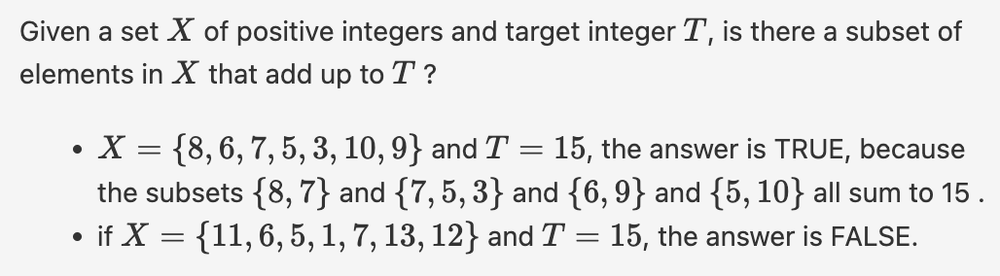 Given a set X of positive integers and target integer T, is there a subset of
elements in X that add up to T ?
• X = {8, 6, 7, 5, 3, 10, 9} and T = 15, the answer is TRUE, because
the subsets {8, 7} and {7, 5, 3} and {6, 9} and {5, 10} all sum to 15 .
• if X = {11, 6, 5, 1, 7, 13, 12} and T = 15, the answer is FALSE.